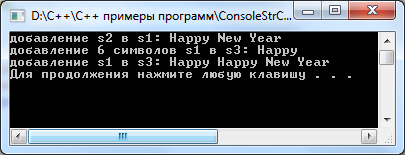 D:\C++\C++ примеры программ\ConsoleStrC...
добавление s2 в s1: Happy New Year
добавление 6 символов s1 в s3: Happy
добавление s1 в s3: Happy Happy New Year
Для продолжения нажмите любую клавишу . . .